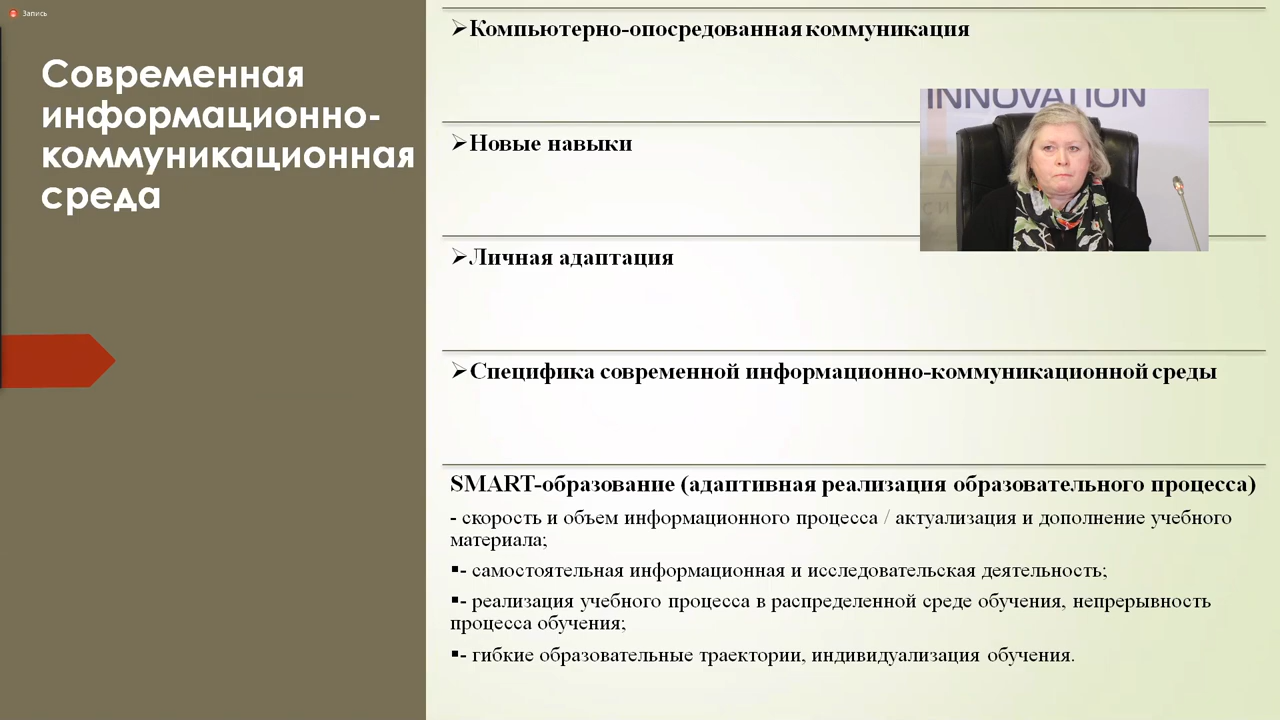 Запись
Современная
информационно-
коммуникационная
среда
➢Компьютерно-опосредованная коммуникация
INNOVATION
➢Новые навыки
➢Личная адаптация
➢Специфика современной информационно-коммуникационной среды
SMART-образование (адаптивная реализация образовательного процесса)
- скорость и объем информационного процесса / актуализация и дополнение учебного
материала;
▪- самостоятельная информационная и исследовательская деятельность;
▪- реализация учебного процесса в распределенной среде обучения, непрерывность
процесса обучения;
▪- гибкие образовательные траектории, индивидуализация обучения.